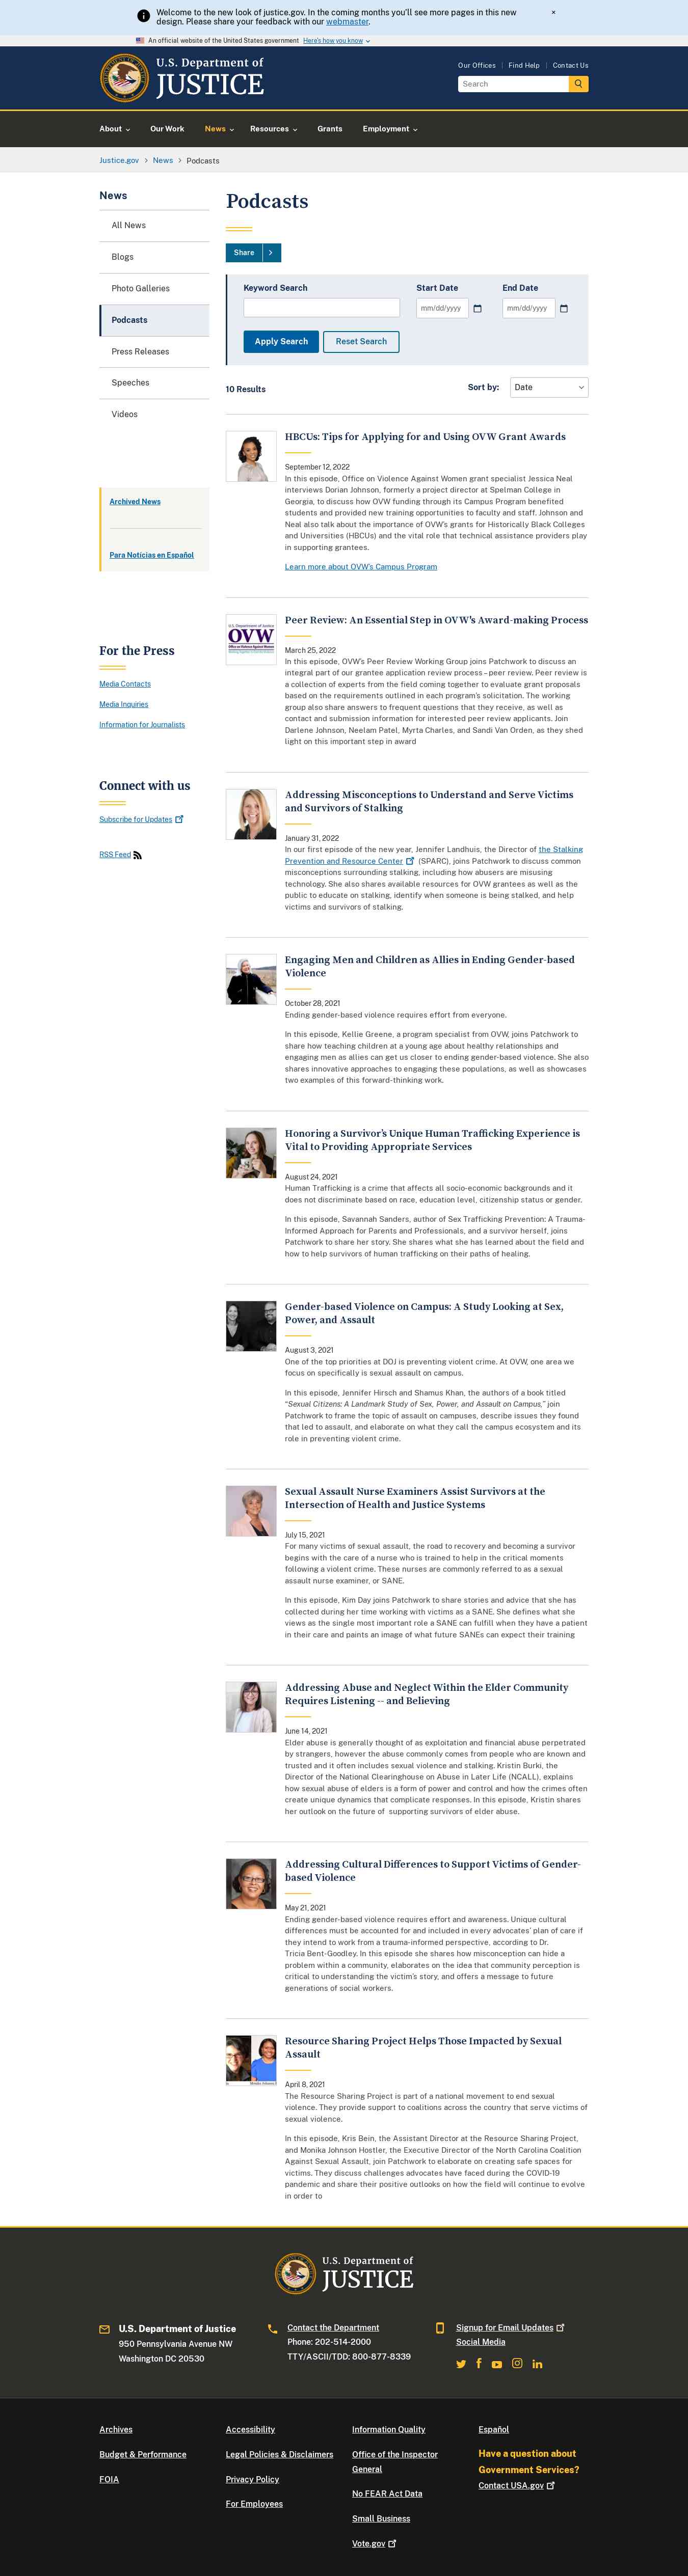 Welcome to the new look of justice.gov. In the coming months you'll see more pages in this new
design. Please share your feedback with our webmaster.
×
An official website of the United States government Here's how you know
U.S. Department of
JUSTICE
Our Offices
Find Help
Contact Us
Search
About
Our Work
News
Resources
Grants
Employment
Justice.gov
News
Podcasts
News
All News
Blogs
Photo Galleries
Podcasts
Press Releases
Speeches
Videos
Archived News
Para Notícias en Español
For the Press
Media Contacts
Media Inquiries
Information for Journalists
Connect with us
Subscribe for Updates
RSS Feed
Podcasts
Share
Keyword Search
Start Date
End Date
mm/dd/yyyy
mm/dd/yyyy
Apply Search
Reset Search
10 Results
Sort by:
Date
HBCUs: Tips for Applying for and Using OVW Grant Awards
September 12, 2022
In this episode, Office on Violence Against Women grant specialist Jessica Neal
interviews Dorian Johnson, formerly a project director at Spelman College in
Georgia, to discuss how OVW funding through its Campus Program benefited
students and provided new training opportunities to faculty and staff. Johnson and
Neal also talk about the importance of OVW's grants for Historically Black Colleges
and Universities (HBCUs) and the vital role that technical assistance providers play
in supporting grantees.
Learn more about OVW's Campus Program
U.S. Department of Justice
OVW
Office on Violence Against Women
Peer Review: An Essential Step in OVW's Award-making Process
March 25, 2022
In this episode, OVW's Peer Review Working Group joins Patchwork to discuss an
integral part of our grantee application review process – peer review. Peer review is
a collection of experts from the field coming together to evaluate grant proposals
based on the requirements outlined in each program's solicitation. The working
group also share answers to frequent questions that they receive, as well as
contact and submission information for interested peer review applicants. Join
Darlene Johnson, Neelam Patel, Myrta Charles, and Sandi Van Orden, as they shed
light on this important step in award
Addressing Misconceptions to Understand and Serve Victims
and Survivors of Stalking
January 31, 2022
In our first episode of the new year, Jennifer Landhuis, the Director of the Stalking
Prevention and Resource Center (SPARC), joins Patchwork to discuss common
misconceptions surrounding stalking, including how abusers are misusing
technology. She also shares available resources for OVW grantees as well as the
public to educate on stalking, identify when someone is being stalked, and help
victims and survivors of stalking.
Engaging Men and Children as Allies in Ending Gender-based
Violence
October 28, 2021
Ending gender-based violence requires effort from everyone.
In this episode, Kellie Greene, a program specialist from OVW, joins Patchwork to
share how teaching children at a young age about healthy relationships and
engaging men as allies can get us closer to ending gender-based violence. She also
shares innovative approaches to engaging these populations, as well as showcases
two examples of this forward-thinking work.
Honoring a Survivor's Unique Human Trafficking Experience is
Vital to Providing Appropriate Services
August 24, 2021
Human Trafficking is a crime that affects all socio-economic backgrounds and it
does not discriminate based on race, education level, citizenship status or gender.
In this episode, Savannah Sanders, author of Sex Trafficking Prevention: A Trauma-
Informed Approach for Parents and Professionals, and a survivor herself, joins
Patchwork to share her story. She shares what she has learned about the field and
how to help survivors of human trafficking on their paths of healing.
Gender-based Violence on Campus: A Study Looking at Sex,
Power, and Assault
August 3, 2021
One of the top priorities at DOJ is preventing violent crime. At OVW, one area we
focus on specifically is sexual assault on campus.
In this episode, Jennifer Hirsch and Shamus Khan, the authors of a book titled
"Sexual Citizens: A Landmark Study of Sex, Power, and Assault on Campus," join
Patchwork to frame the topic of assault on campuses, describe issues they found
that led to assault, and elaborate on what they call the campus ecosystem and its
role in preventing violent crime.
Sexual Assault Nurse Examiners Assist Survivors at the
Intersection of Health and Justice Systems
July 15, 2021
For many victims of sexual assault, the road to recovery and becoming a survivor
begins with the care of a nurse who is trained to help in the critical moments
following a violent crime. These nurses are commonly referred to as a sexual
assault nurse examiner, or SANE.
In this episode, Kim Day joins Patchwork to share stories and advice that she has
collected during her time working with victims as a SANE. She defines what she
views as the single most important role a SANE can fulfill when they have a patient
in their care and paints an image of what future SANEs can expect their training
Addressing Abuse and Neglect Within the Elder Community
Requires Listening -- and Believing
June 14, 2021
Elder abuse is generally thought of as exploitation and financial abuse perpetrated
by strangers, however the abuse commonly comes from people who are known and
trusted and it often includes sexual violence and stalking. Kristin Burki, the
Director of the National Clearinghouse on Abuse in Later Life (NCALL), explains
how sexual abuse of elders is a form of power and control and how the crimes often
create unique dynamics that complicate responses. In this episode, Kristin shares
her outlook on the future of supporting survivors of elder abuse.
Addressing Cultural Differences to Support Victims of Gender-
based Violence
May 21, 2021
Ending gender-based violence requires effort and awareness. Unique cultural
differences must be accounted for and included in every advocates' plan of care if
they intend to work from a trauma-informed perspective, according to Dr.
Tricia Bent-Goodley. In this episode she shares how misconception can hide a
problem within a community, elaborates on the idea that community perception is
critical to understanding the victim's story, and offers a message to future
generations of social workers.
Resource Sharing Project Helps Those Impacted by Sexual
Assault
April 8, 2021
The Resource Sharing Project is part of a national movement to end sexual
violence. They provide support to coalitions across the country that serve victims of
sexual violence.
In this episode, Kris Bein, the Assistant Director at the Resource Sharing Project,
and Monika Johnson Hostler, the Executive Director of the North Carolina Coalition
Against Sexual Assault, join Patchwork to elaborate on creating safe spaces for
victims. They discuss challenges advocates have faced during the COVID-19
pandemic and share their positive outlooks on how the field will continue to evolve
in order to
U.S. Department of
JUSTICE
U.S. Department of Justice
950 Pennsylvania Avenue NW
Washington DC 20530
Contact the Department
Phone: 202-514-2000
TTY/ASCII/TDD: 800-877-8339
Signup for Email Updates
Social Media
Archives
Budget & Performance
FOIA
Accessibility
Legal Policies & Disclaimers
Privacy Policy
For Employees
Information Quality
Office of the Inspector
General
No FEAR Act Data
Small Business
Vote.gov
Español
Have a question about
Government Services?
Contact USA.gov